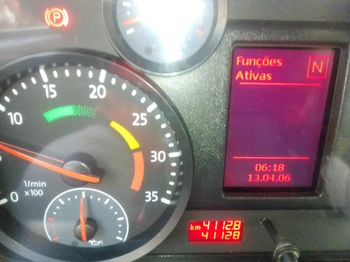 (P)
Funções
Ativas
N
10
15
20
25
30
35
0
1/min
x100
06:18
13.04.06
km 41128
41128